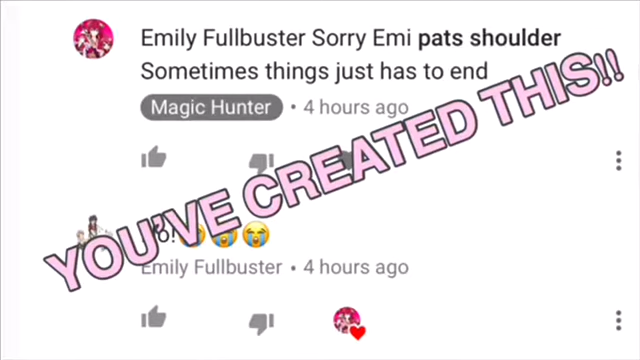 Emily Fullbuster Sorry Emi pats shoulder
Sometimes things just has to end
Magic Hunter • 4 hours ago
YOU'VE CREATED THIS!!
😭😭😭
Emily Fullbuster • 4 hours ago